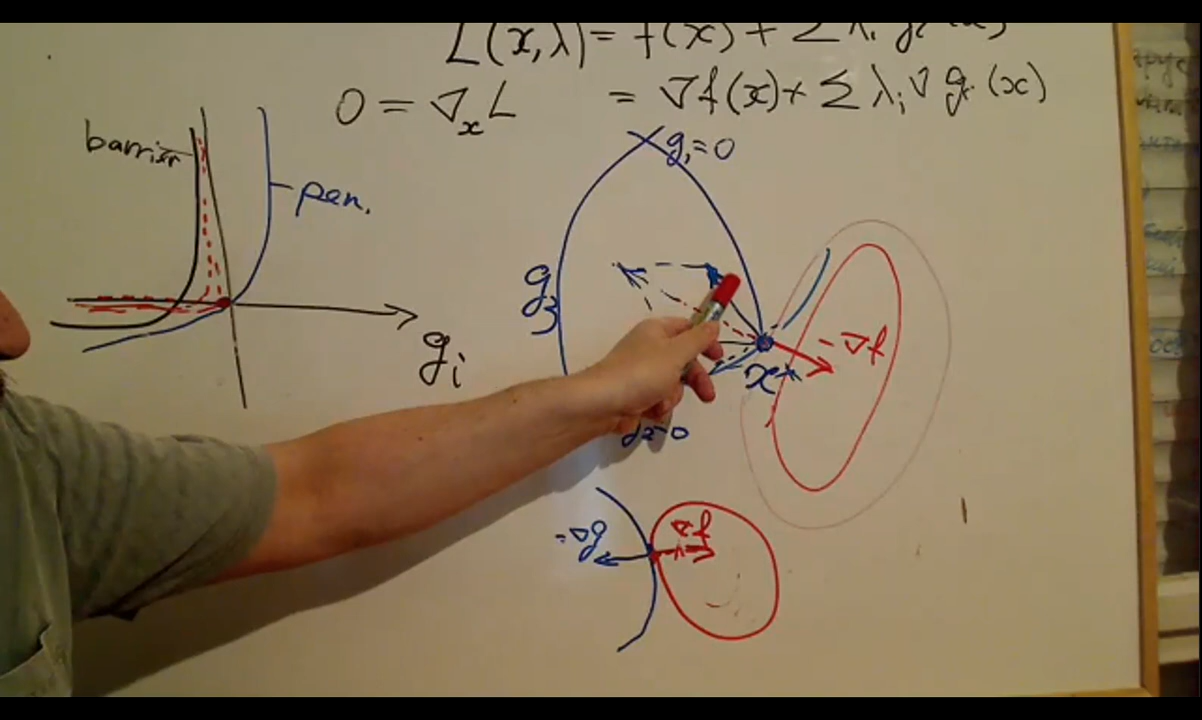 L(x,λ) = f(x) + Σ λᵢ gᵢ(x)
0 = ∇ₓL = ∇f(x) + Σ λᵢ ∇gᵢ(x)
barrier
pen.
gᵢ
g₁=0
g₃
-∇f
x*
g₂=0
-∇g
-∇f